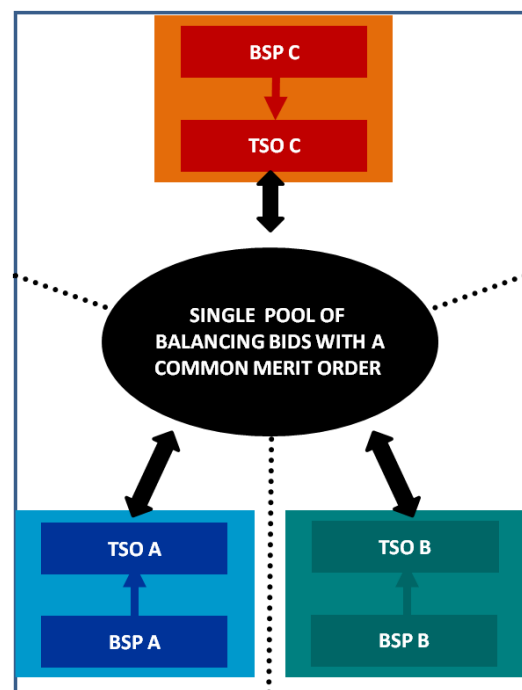 BSP C
TSO C
SINGLE POOL OF
BALANCING BIDS WITH A
COMMON MERIT ORDER
TSO A
BSP A
TSO B
BSP B